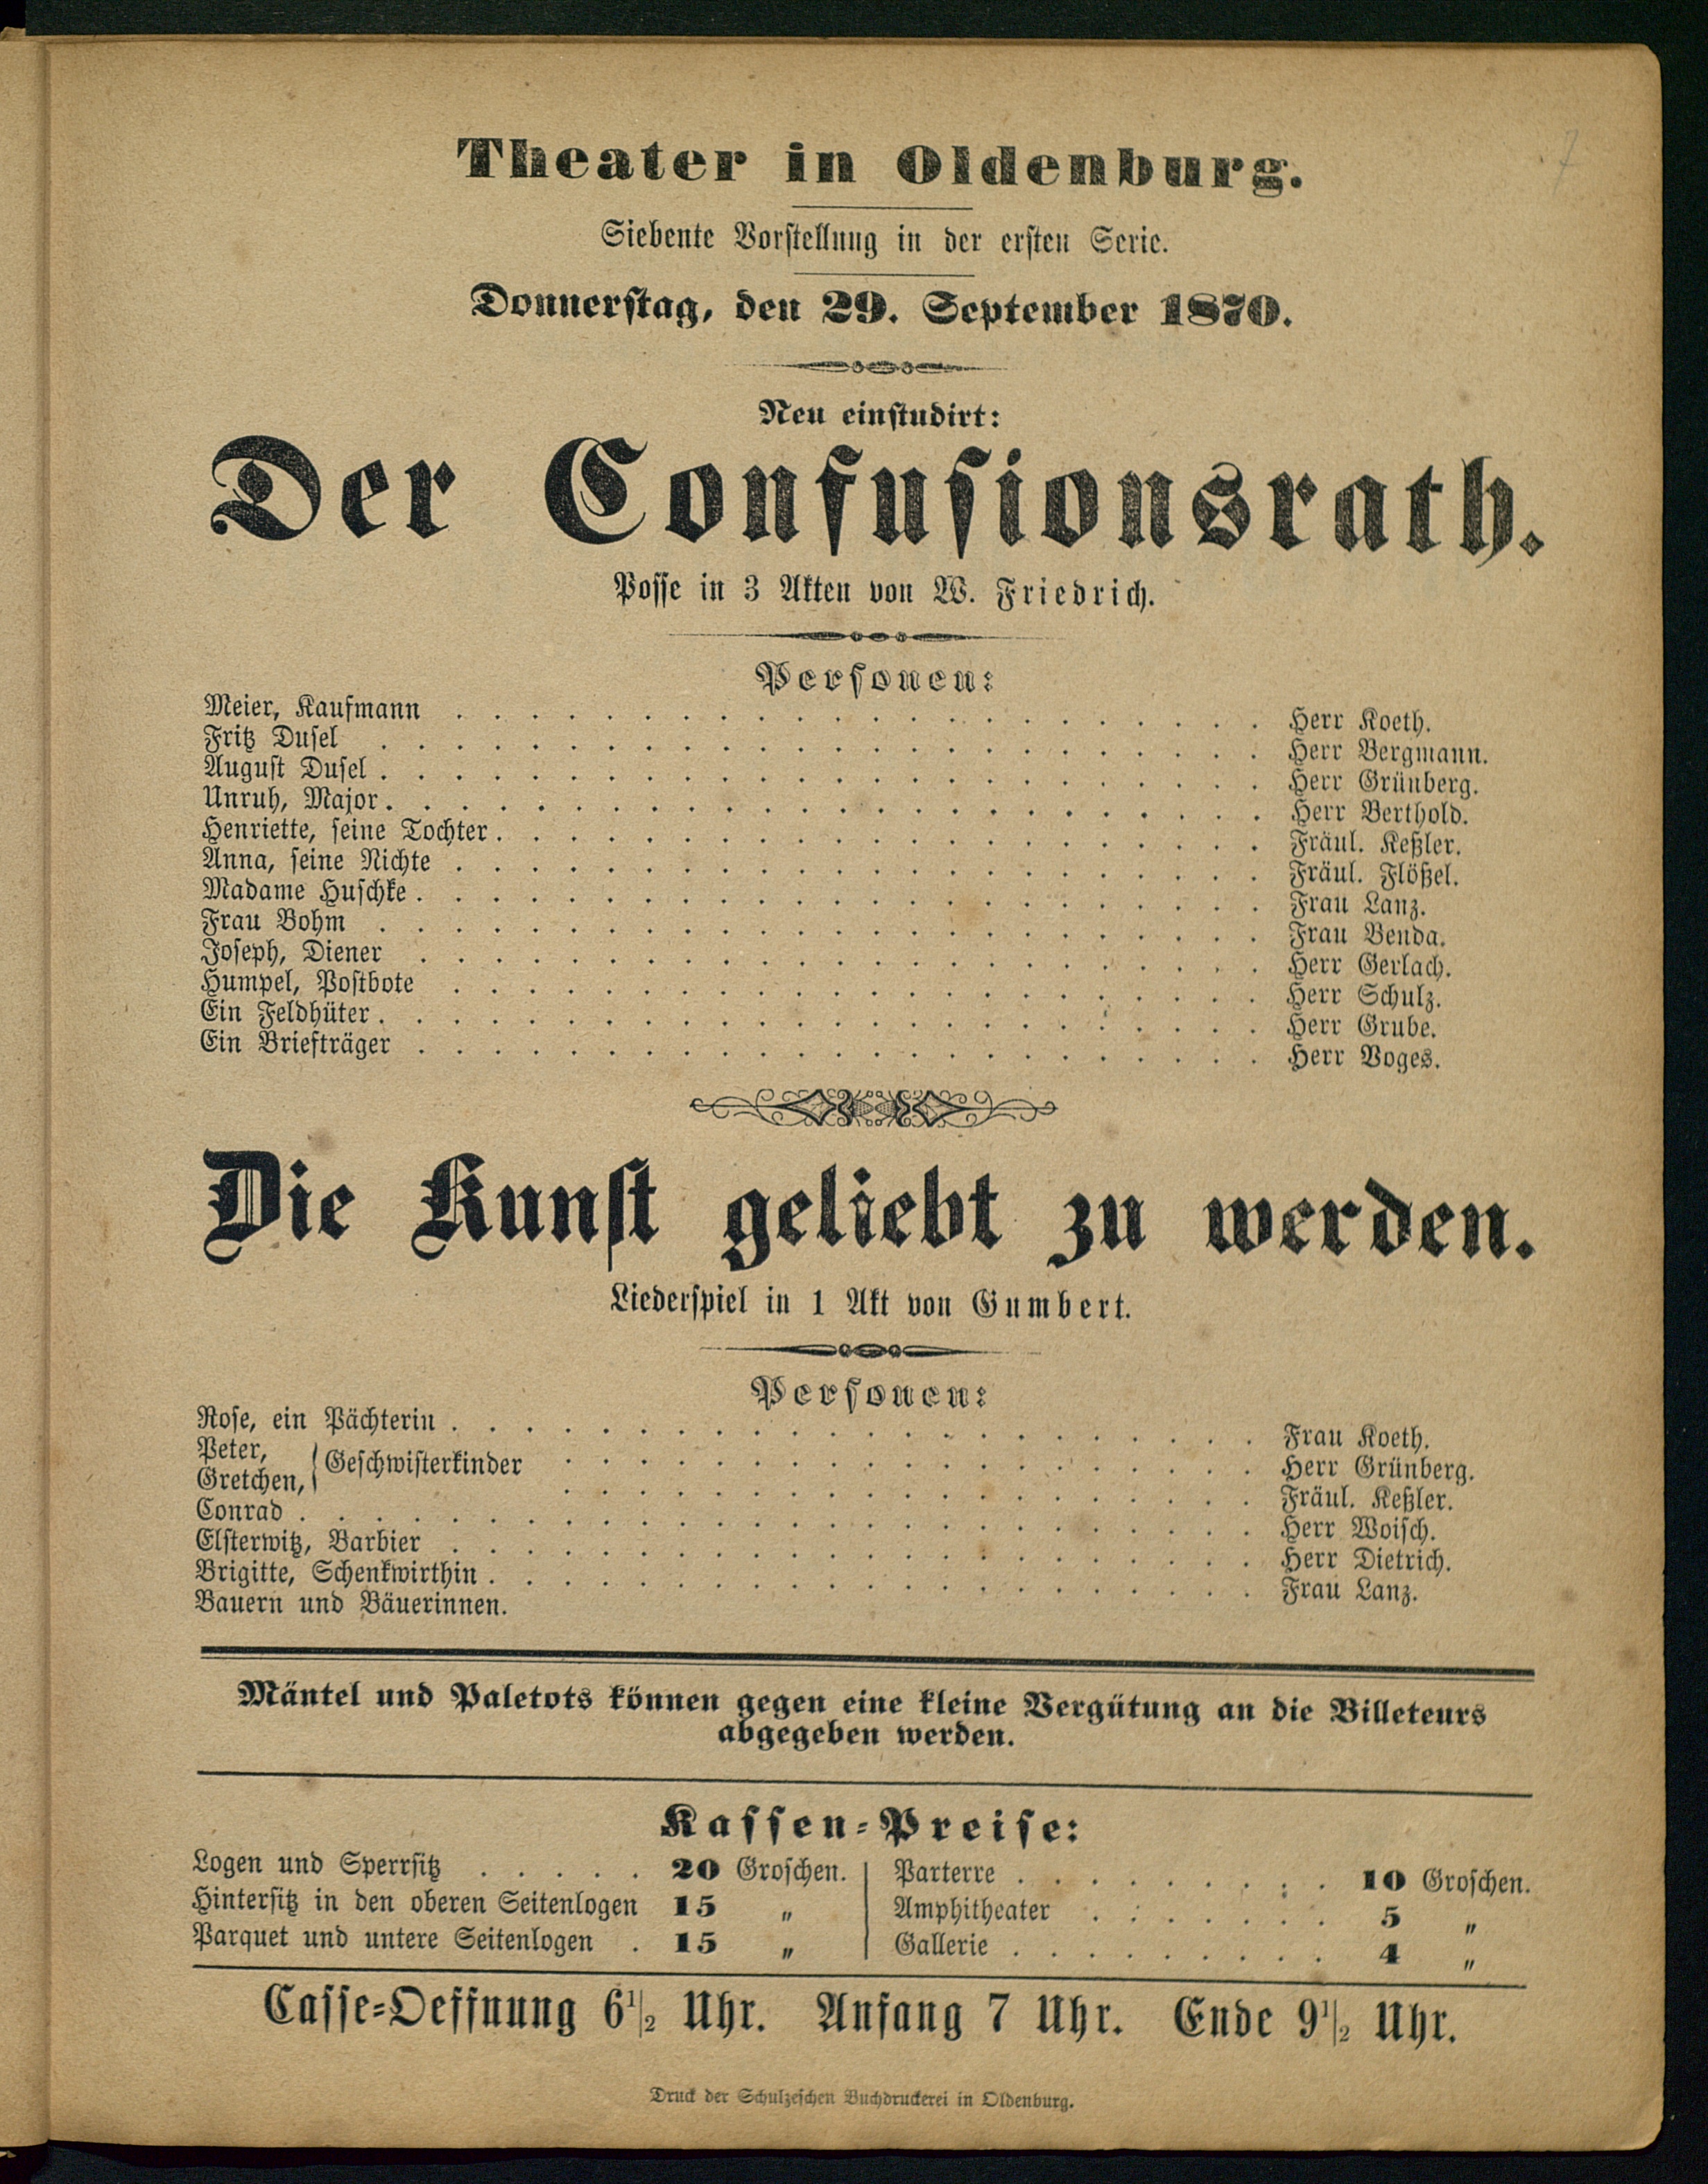 7
Theater in Oldenburg.
Siebente Vorstellung in der ersten Serie.
Donnerstag, den 29. September 1870.
Neu einstudirt:
Der Confusionsrath.
Posse in 3 Akten von W. Friedrich.
Personen:
Meier, Kaufmann . . . . . Herr Koeth.
Fritz Dusel . . . . . Herr Bergmann.
August Dusel . . . . . Herr Grünberg.
Unruh, Major . . . . . Herr Berthold.
Henriette, seine Tochter . . . . . Fräul. Keßler.
Anna, seine Nichte . . . . . Fräul. Flößel.
Madame Huschke . . . . . Frau Lanz.
Frau Bohm . . . . . Frau Benda.
Joseph, Diener . . . . . Herr Gerlach.
Humpel, Postbote . . . . . Herr Schulz.
Ein Feldhüter . . . . . Herr Grube.
Ein Briefträger . . . . . Herr Voges.
Die Kunst geliebt zu werden.
Liederspiel in 1 Akt von Gumbert.
Personen:
Rose, ein Pächterin . . . . . Frau Koeth.
Peter, } Geschwisterkinder . . . . . Herr Grünberg.
Gretchen, } . . . . . Fräul. Keßler.
Conrad . . . . . Herr Woisch.
Elsterwitz, Barbier . . . . . Herr Dietrich.
Brigitte, Schenkwirthin . . . . . Frau Lanz.
Bauern und Bäuerinnen.
Mäntel und Paletots können gegen eine kleine Vergütung an die Billeteurs
abgegeben werden.
Kassen-Preise:
Logen und Sperrsitz . . . . . 20 Groschen. | Parterre . . . . . 10 Groschen.
Hintersitz in den oberen Seitenlogen 15 " | Amphitheater . . . . . 5 "
Parquet und untere Seitenlogen . 15 " | Gallerie . . . . . 4 "
Casse-Oeffnung 6½ Uhr. Anfang 7 Uhr. Ende 9½ Uhr.
Druck der Schulzeschen Buchdruckerei in Oldenburg.